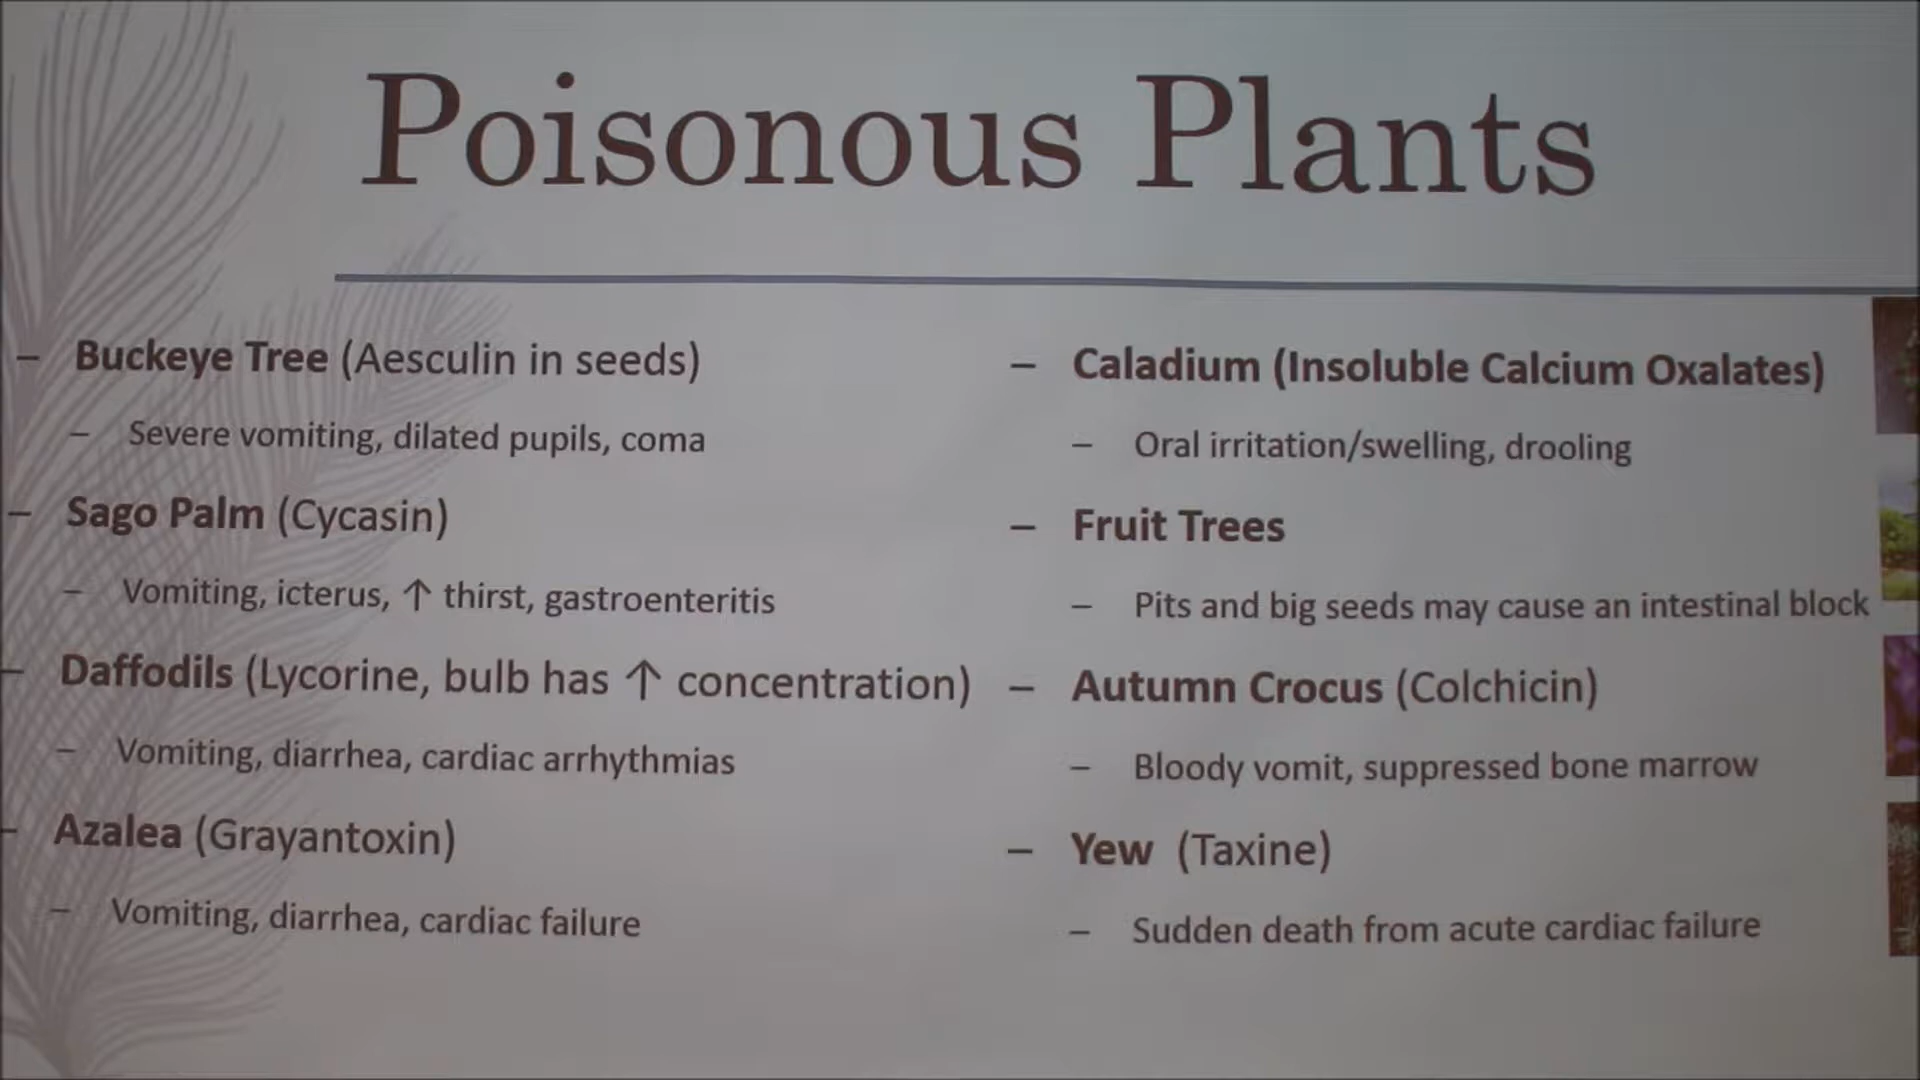 Poisonous Plants
– Buckeye Tree (Aesculin in seeds)
– Severe vomiting, dilated pupils, coma
– Sago Palm (Cycasin)
– Vomiting, icterus, ↑ thirst, gastroenteritis
– Daffodils (Lycorine, bulb has ↑ concentration)
– Vomiting, diarrhea, cardiac arrhythmias
– Azalea (Grayantoxin)
– Vomiting, diarrhea, cardiac failure
– Caladium (Insoluble Calcium Oxalates)
– Oral irritation/swelling, drooling
– Fruit Trees
– Pits and big seeds may cause an intestinal block
– Autumn Crocus (Colchicin)
– Bloody vomit, suppressed bone marrow
– Yew (Taxine)
– Sudden death from acute cardiac failure